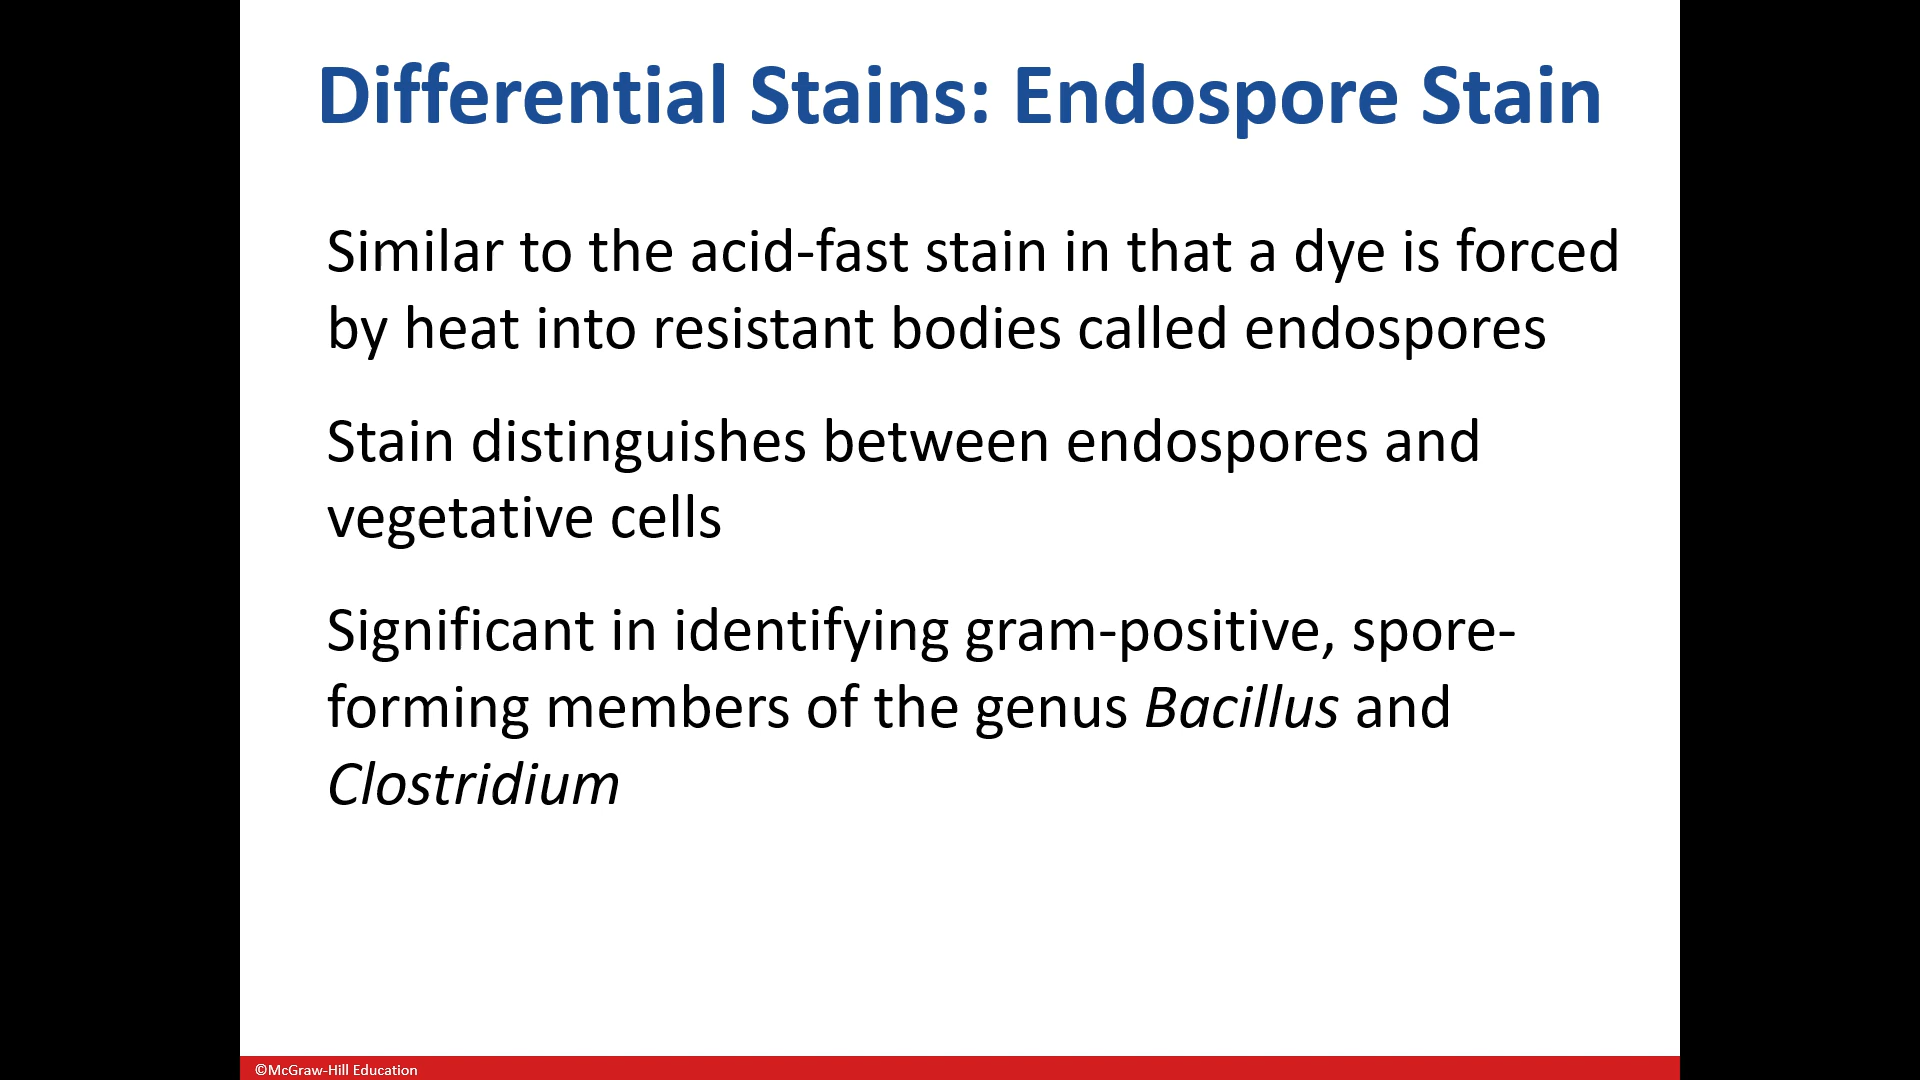 Differential Stains: Endospore Stain
Similar to the acid-fast stain in that a dye is forced
by heat into resistant bodies called endospores
Stain distinguishes between endospores and
vegetative cells
Significant in identifying gram-positive, spore-
forming members of the genus Bacillus and
Clostridium
©McGraw-Hill Education